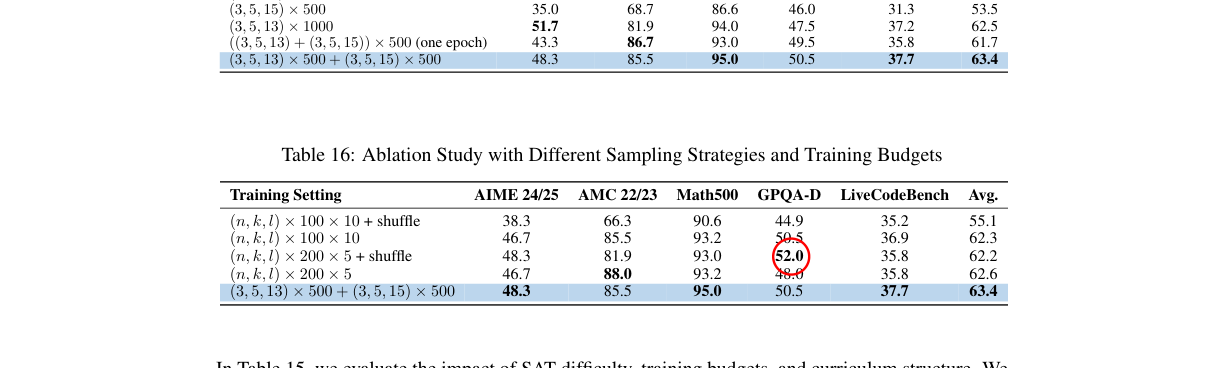 (3, 5, 15) × 500 35.0 68.7 86.6 46.0 31.3 53.5
(3, 5, 13) × 1000 51.7 81.9 94.0 47.5 37.2 62.5
((3, 5, 13) + (3, 5, 15)) × 500 (one epoch) 43.3 86.7 93.0 49.5 35.8 61.7
(3, 5, 13) × 500 + (3, 5, 15) × 500 48.3 85.5 95.0 50.5 37.7 63.4
Table 16: Ablation Study with Different Sampling Strategies and Training Budgets
Training Setting AIME 24/25 AMC 22/23 Math500 GPQA-D LiveCodeBench Avg.
(n, k, l) × 100 × 10 + shuffle 38.3 66.3 90.6 44.9 35.2 55.1
(n, k, l) × 100 × 10 46.7 85.5 93.2 50.5 36.9 62.3
(n, k, l) × 200 × 5 + shuffle 48.3 81.9 93.0 52.0 35.8 62.2
(n, k, l) × 200 × 5 46.7 88.0 93.2 48.0 35.8 62.6
(3, 5, 13) × 500 + (3, 5, 15) × 500 48.3 85.5 95.0 50.5 37.7 63.4
In Table 15, we evaluate the impact of SAT difficulty, training budgets, and curriculum structure. We